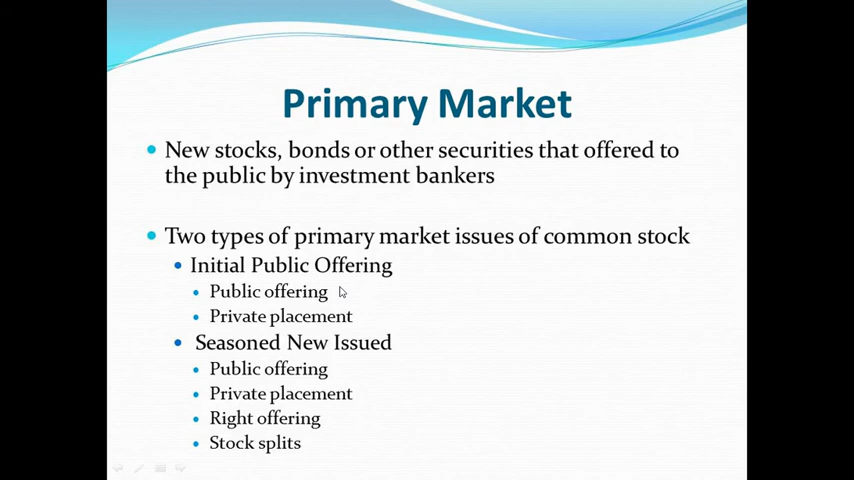 Primary Market
New stocks, bonds or other securities that offered to
the public by investment bankers
Two types of primary market issues of common stock
Initial Public Offering
Public offering
Private placement
Seasoned New Issued
Public offering
Private placement
Right offering
Stock splits